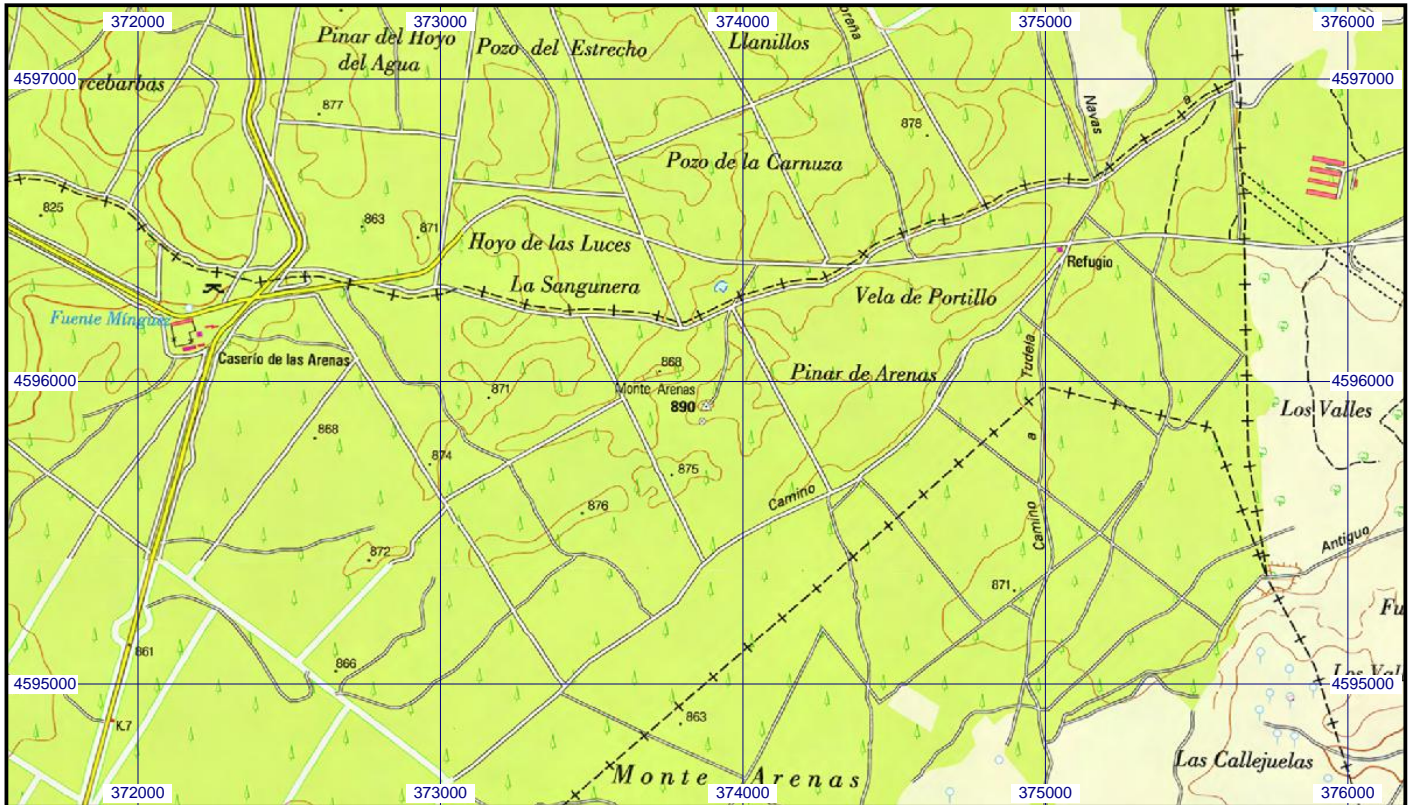 372000
373000
374000
375000
376000
Pinar del Hoyo
del Agua
Pozo del Estrecho
Llanillos
4597000
4597000
877
878
Navas
a
Pozo de la Carnuza
825
863
871
Hoyo de las Luces
La Sangunera
Refugio
Vela de Portillo
Fuente Mínguez
Caserío de las Arenas
868
Monte Arenas
890
871
Pinar de Arenas
Tudela
a
Camino
4596000
4596000
Los Valles
868
874
875
876
Camino
872
871
Antiguo
861
866
4595000
4595000
K.7
863
Monte Arenas
Las Callejuelas
372000
373000
374000
375000
376000